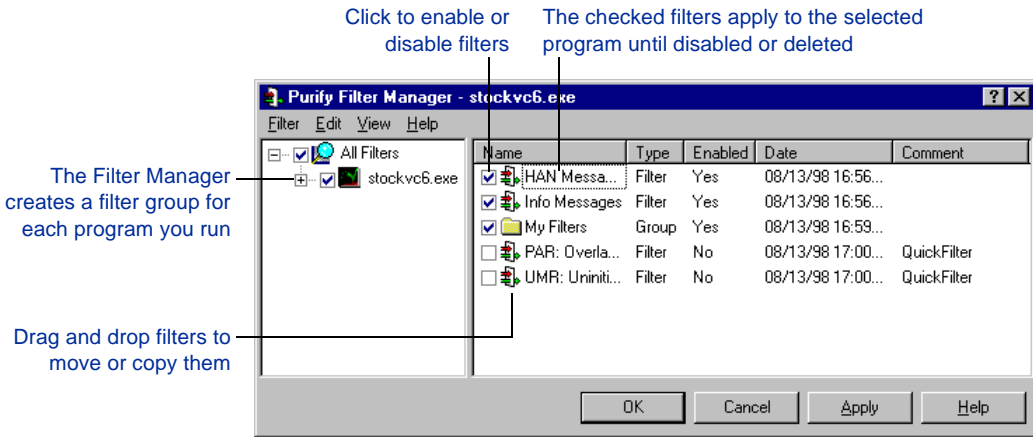 Click to enable or
disable filters
The checked filters apply to the selected
program until disabled or deleted
Purify Filter Manager - stockvc6.exe
Filter Edit View Help
All Filters
stockvc6.exe
Name Type Enabled Date Comment
HAN Messa... Filter Yes 08/13/98 16:56...
Info Messages Filter Yes 08/13/98 16:56...
My Filters Group Yes 08/13/98 16:59...
PAR: Overla... Filter No 08/13/98 17:00... QuickFilter
UMR: Uniniti... Filter No 08/13/98 17:00... QuickFilter
The Filter Manager
creates a filter group for
each program you run
Drag and drop filters to
move or copy them
OK Cancel Apply Help